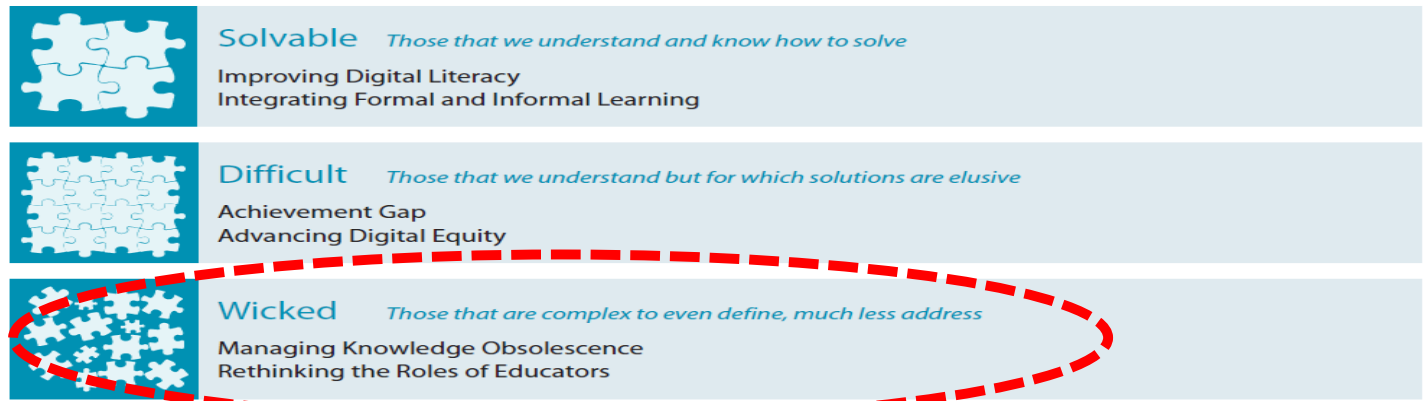 Solvable Those that we understand and know how to solve
Improving Digital Literacy
Integrating Formal and Informal Learning
Difficult Those that we understand but for which solutions are elusive
Achievement Gap
Advancing Digital Equity
Wicked Those that are complex to even define, much less address
Managing Knowledge Obsolescence
Rethinking the Roles of Educators